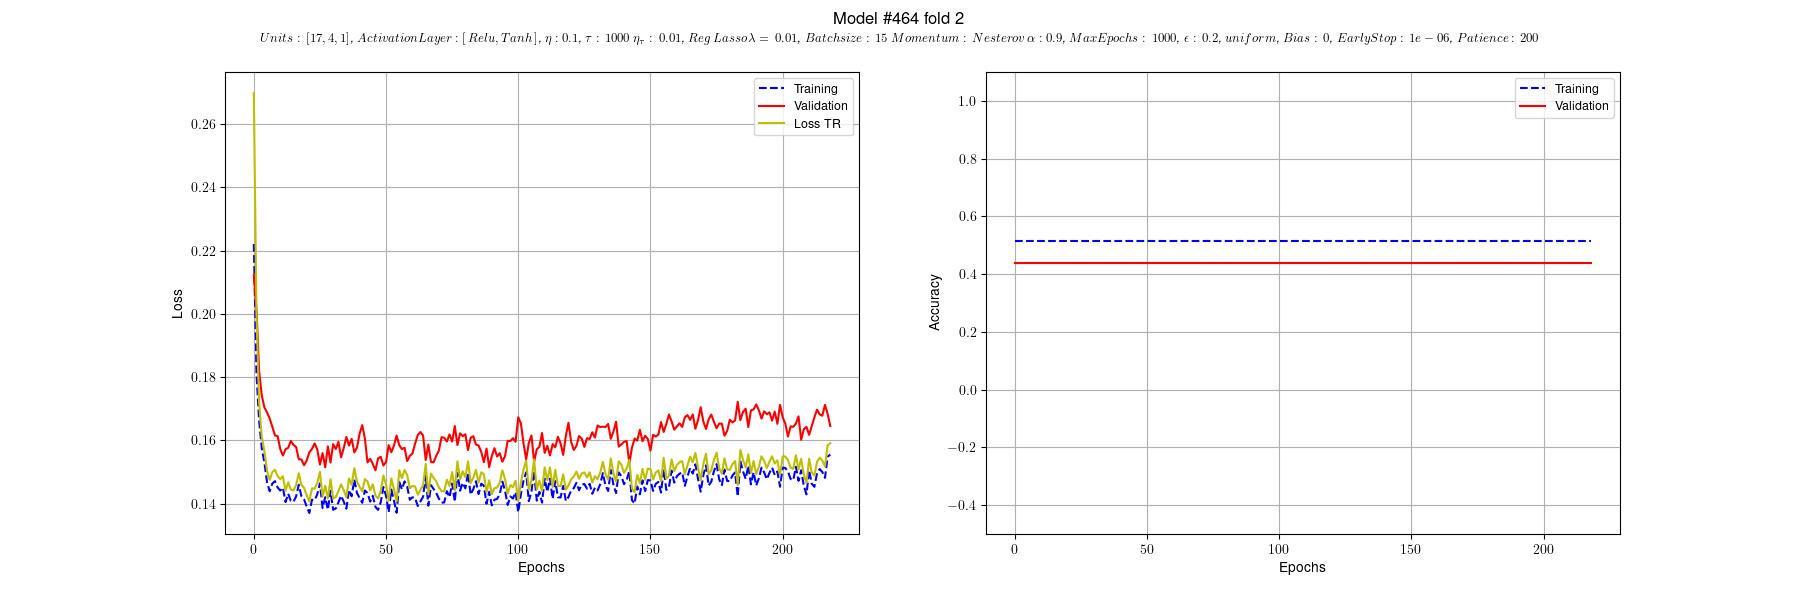 Model #464 fold 2
Units : [17, 4, 1], ActivationLayer : [ Relu, Tanh ], η : 0.1, τ : 1000 ητ : 0.01, Reg Lasso λ = 0.01, Batchsize : 15 Momentum : Nesterov α : 0.9, MaxEpochs : 1000, ϵ : 0.2, uniform, Bias : 0, EarlyStop : 1e − 06, Patience : 200
Training
Validation
Loss TR
0.26
0.24
0.22
0.20
0.18
0.16
0.14
Loss
0 50 100 150 200
Epochs
Training
Validation
1.0
0.8
0.6
0.4
0.2
0.0
−0.2
−0.4
Accuracy
0 50 100 150 200
Epochs